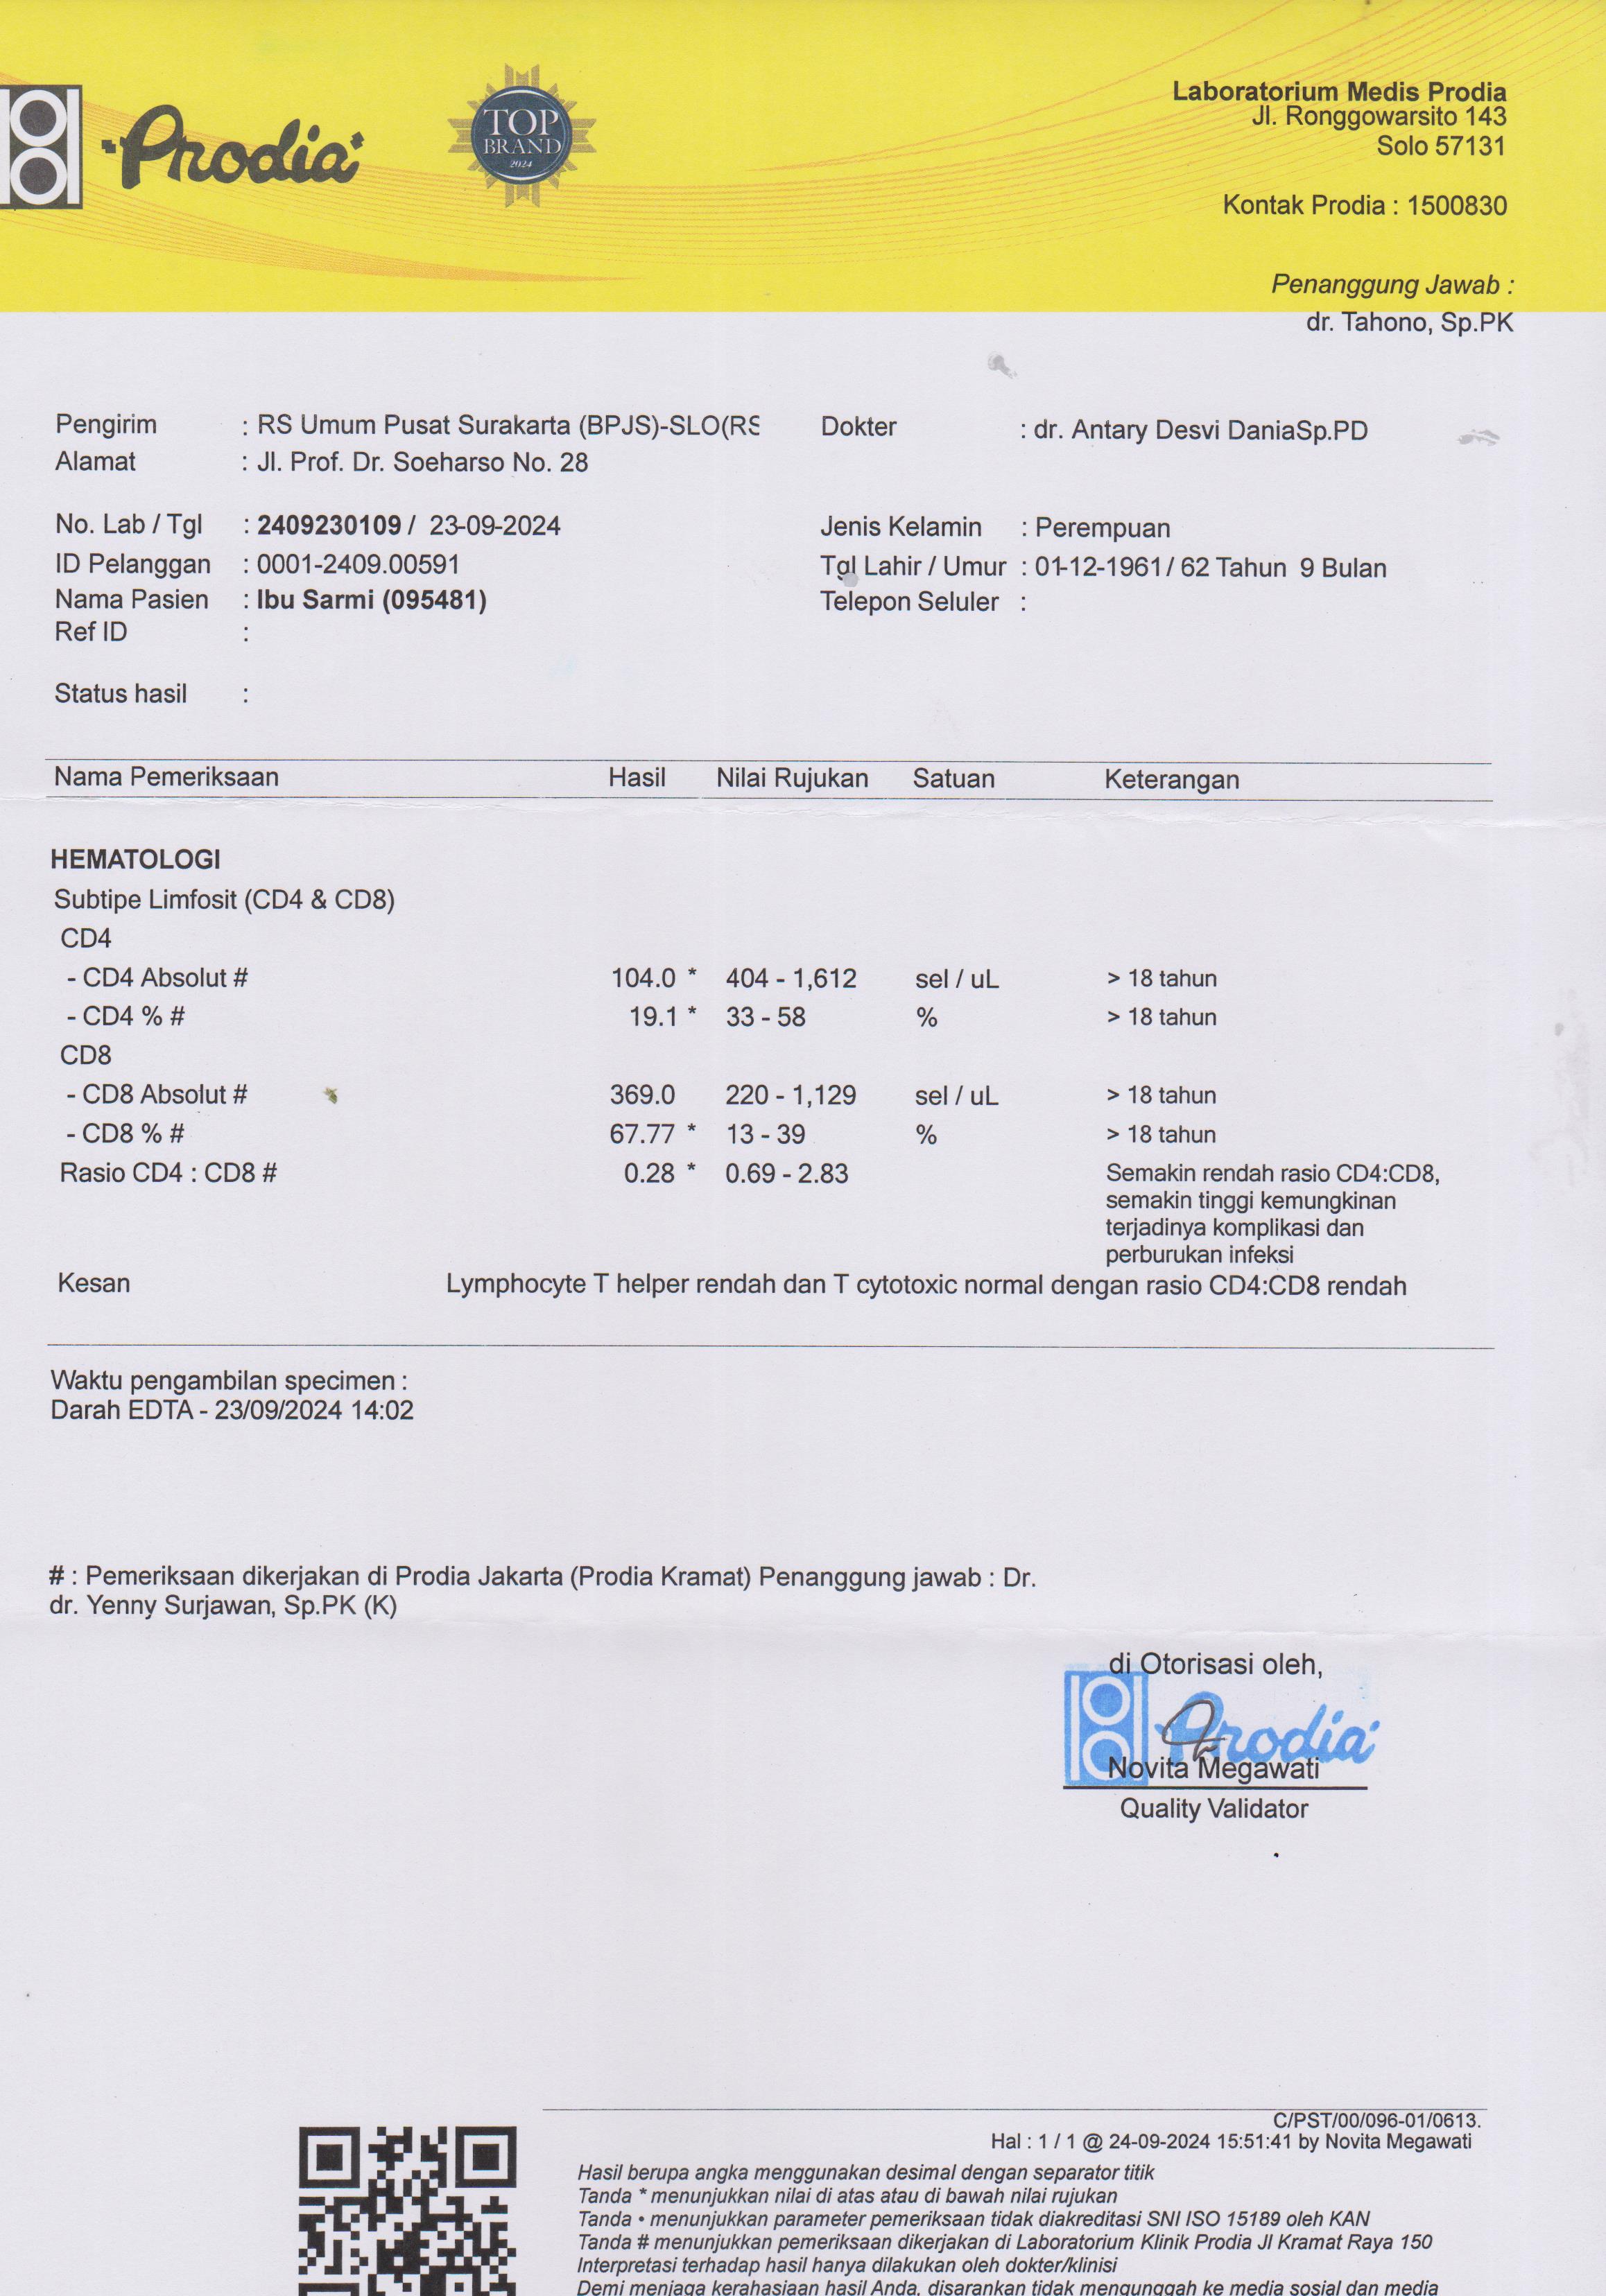 Prodia
TOP
BRAND
2024
Laboratorium Medis Prodia
Jl. Ronggowarsito 143
Solo 57131
Kontak Prodia : 1500830
Penanggung Jawab :
dr. Tahono, Sp.PK
Pengirim : RS Umum Pusat Surakarta (BPJS)-SLO(RS Dokter : dr. Antary Desvi DaniaSp.PD
Alamat : Jl. Prof. Dr. Soeharso No. 28
No. Lab / Tgl : 2409230109 / 23-09-2024 Jenis Kelamin : Perempuan
ID Pelanggan : 0001-2409.00591 Tgl Lahir / Umur : 01-12-1961 / 62 Tahun 9 Bulan
Nama Pasien : Ibu Sarmi (095481) Telepon Seluler :
Ref ID :
Status hasil :
Nama Pemeriksaan Hasil Nilai Rujukan Satuan Keterangan
HEMATOLOGI
Subtipe Limfosit (CD4 & CD8)
CD4
- CD4 Absolut # 104.0 * 404 - 1,612 sel / uL > 18 tahun
- CD4 % # 19.1 * 33 - 58 % > 18 tahun
CD8
- CD8 Absolut # 369.0 220 - 1,129 sel / uL > 18 tahun
- CD8 % # 67.77 * 13 - 39 % > 18 tahun
Rasio CD4 : CD8 # 0.28 * 0.69 - 2.83 Semakin rendah rasio CD4:CD8,
semakin tinggi kemungkinan
terjadinya komplikasi dan
perburukan infeksi
Kesan Lymphocyte T helper rendah dan T cytotoxic normal dengan rasio CD4:CD8 rendah
Waktu pengambilan specimen :
Darah EDTA - 23/09/2024 14:02
# : Pemeriksaan dikerjakan di Prodia Jakarta (Prodia Kramat) Penanggung jawab : Dr.
dr. Yenny Surjawan, Sp.PK (K)
di Otorisasi oleh,
Prodia
Novita Megawati
Quality Validator
C/PST/00/096-01/0613.
Hal : 1 / 1 @ 24-09-2024 15:51:41 by Novita Megawati
Hasil berupa angka menggunakan desimal dengan separator titik
Tanda * menunjukkan nilai di atas atau di bawah nilai rujukan
Tanda • menunjukkan parameter pemeriksaan tidak diakreditasi SNI ISO 15189 oleh KAN
Tanda # menunjukkan pemeriksaan dikerjakan di Laboratorium Klinik Prodia Jl Kramat Raya 150
Interpretasi terhadap hasil hanya dilakukan oleh dokter/klinisi
Demi menjaga kerahasiaan hasil Anda, disarankan tidak mengunggah ke media sosial dan media